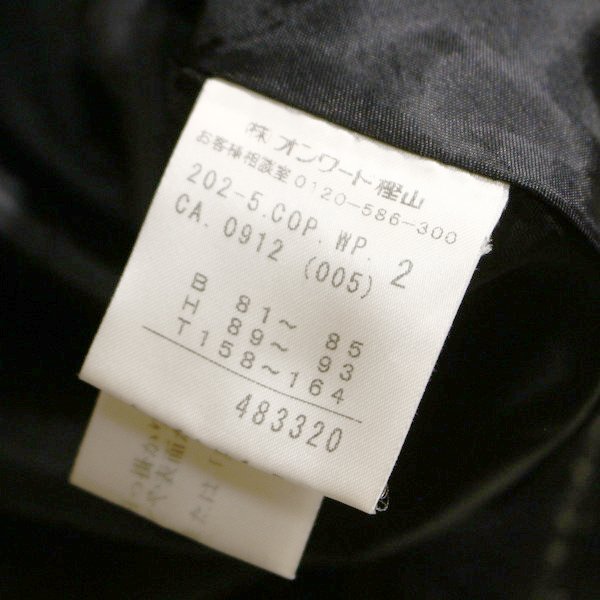 株 オンワード樫山
お客様相談室 0120-586-300
202-5.COP. WP. 2
CA. 0912 (005)
B 81〜 85
H 89〜 93
T158〜164
483320